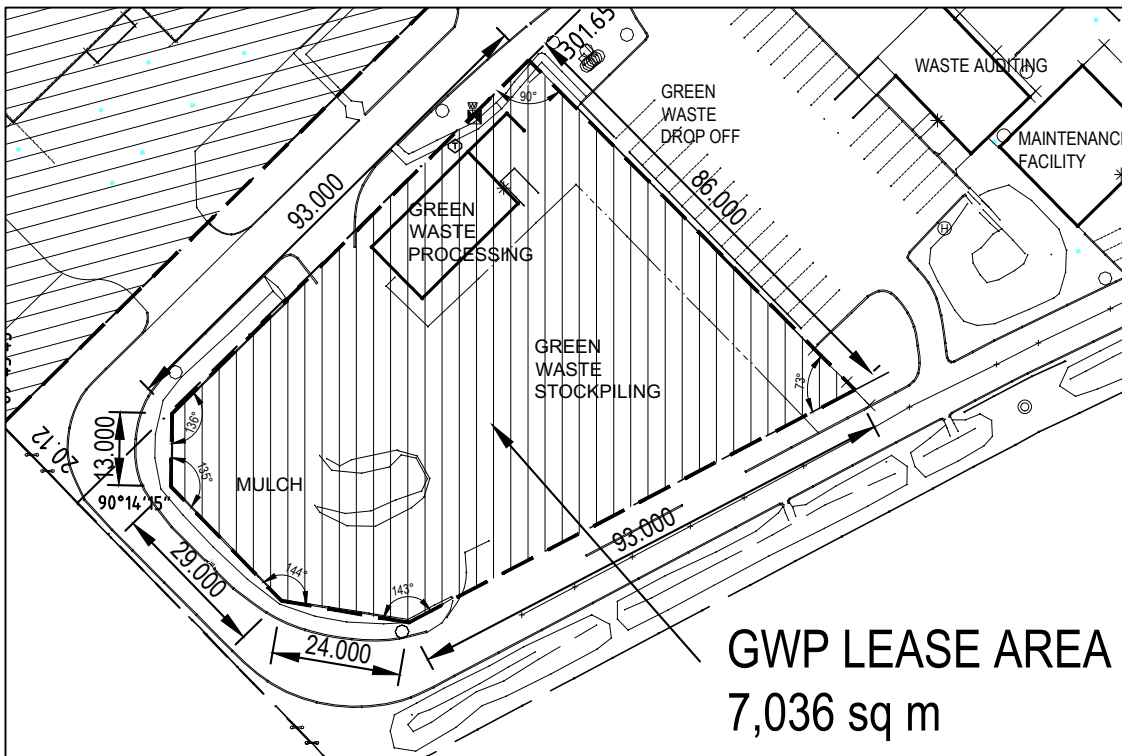 301.65
WASTE AUDITING
GREEN
WASTE
DROP OFF
MAINTENANC
FACILITY
W
T
90°
93.000
86.000
GREEN
WASTE
PROCESSING
H
GREEN
WASTE
STOCKPILING
73°
136°
13.000
20.12
135°
MULCH
90°14'15"
29.000
144°
143°
93.000
24.000
GWP LEASE AREA
7,036 sq m